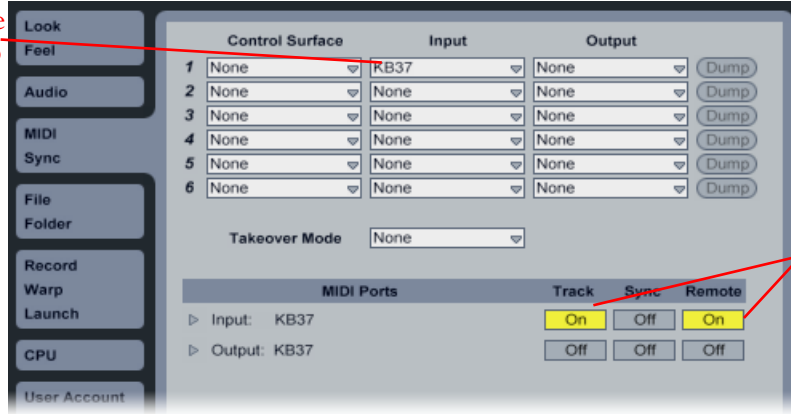 Look
Feel
Audio
MIDI
Sync
File
Folder
Record
Warp
Launch
CPU
User Account
Control Surface Input Output
1 None KB37 None Dump
2 None None None Dump
3 None None None Dump
4 None None None Dump
5 None None None Dump
6 None None None Dump
Takeover Mode None
MIDI Ports Track Sync Remote
Input: KB37 On Off On
Output: KB37 Off Off Off